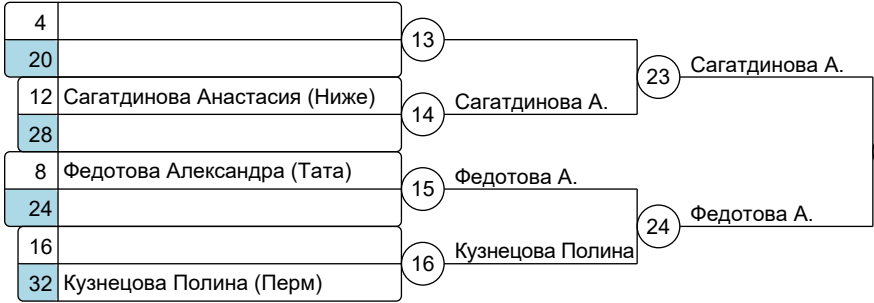 4
13
20
23 Сагатдинова А.
12 Сагатдинова Анастасия (Ниже)
14 Сагатдинова А.
28
8 Федотова Александра (Тата)
15 Федотова А.
24
24 Федотова А.
16
16 Кузнецова Полина
32 Кузнецова Полина (Перм)